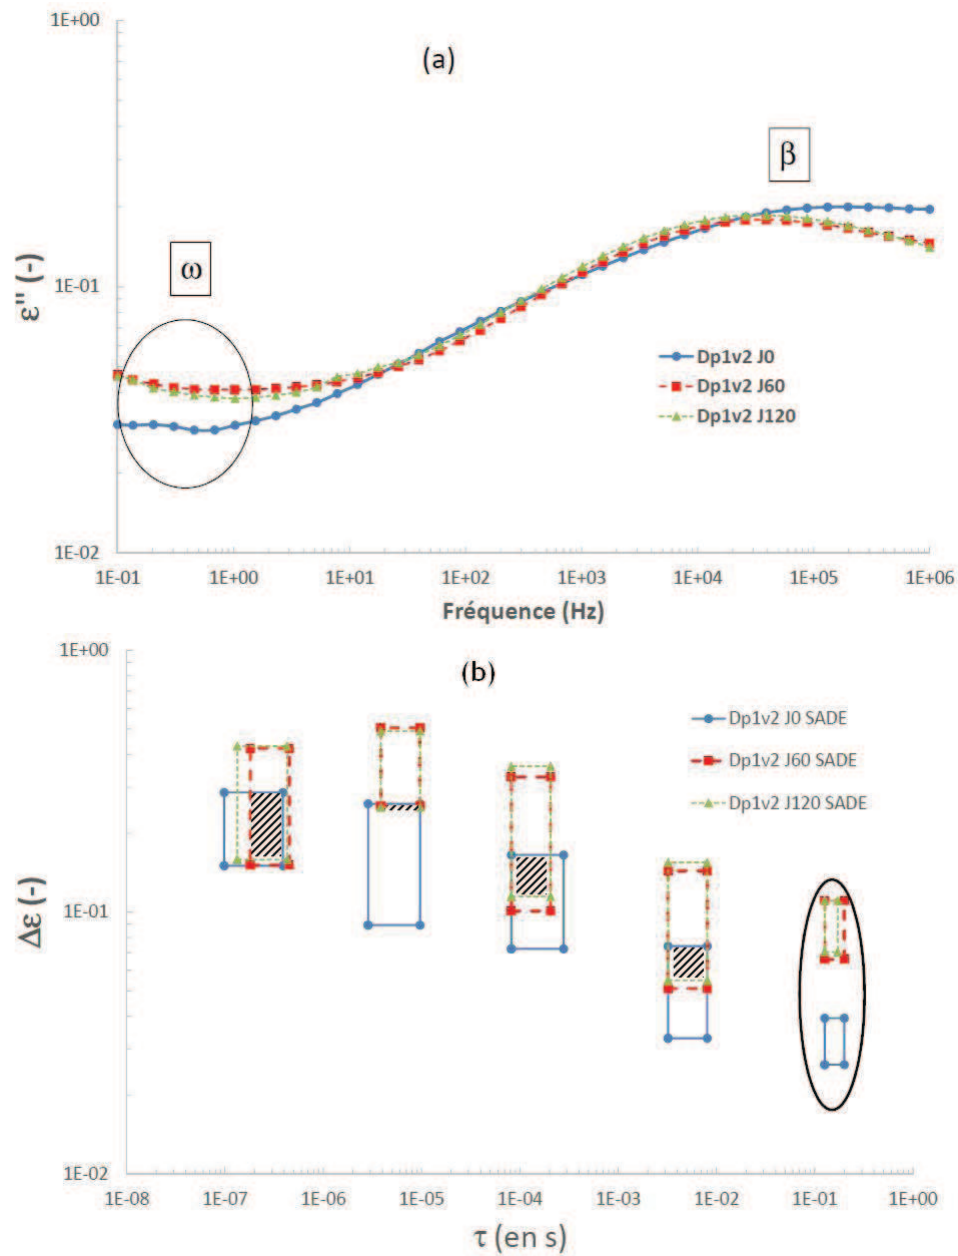 1E+00
(a)
β
ω
ε'' (-)
1E-01
Dp1v2 J0
Dp1v2 J60
Dp1v2 J120
1E-02
1E-01 1E+00 1E+01 1E+02 1E+03 1E+04 1E+05 1E+06
Fréquence (Hz)
1E+00
(b)
Dp1v2 J0 SADE
Dp1v2 J60 SADE
Dp1v2 J120 SADE
Δε (-)
1E-01
1E-02
1E-08 1E-07 1E-06 1E-05 1E-04 1E-03 1E-02 1E-01 1E+00
τ (en s)